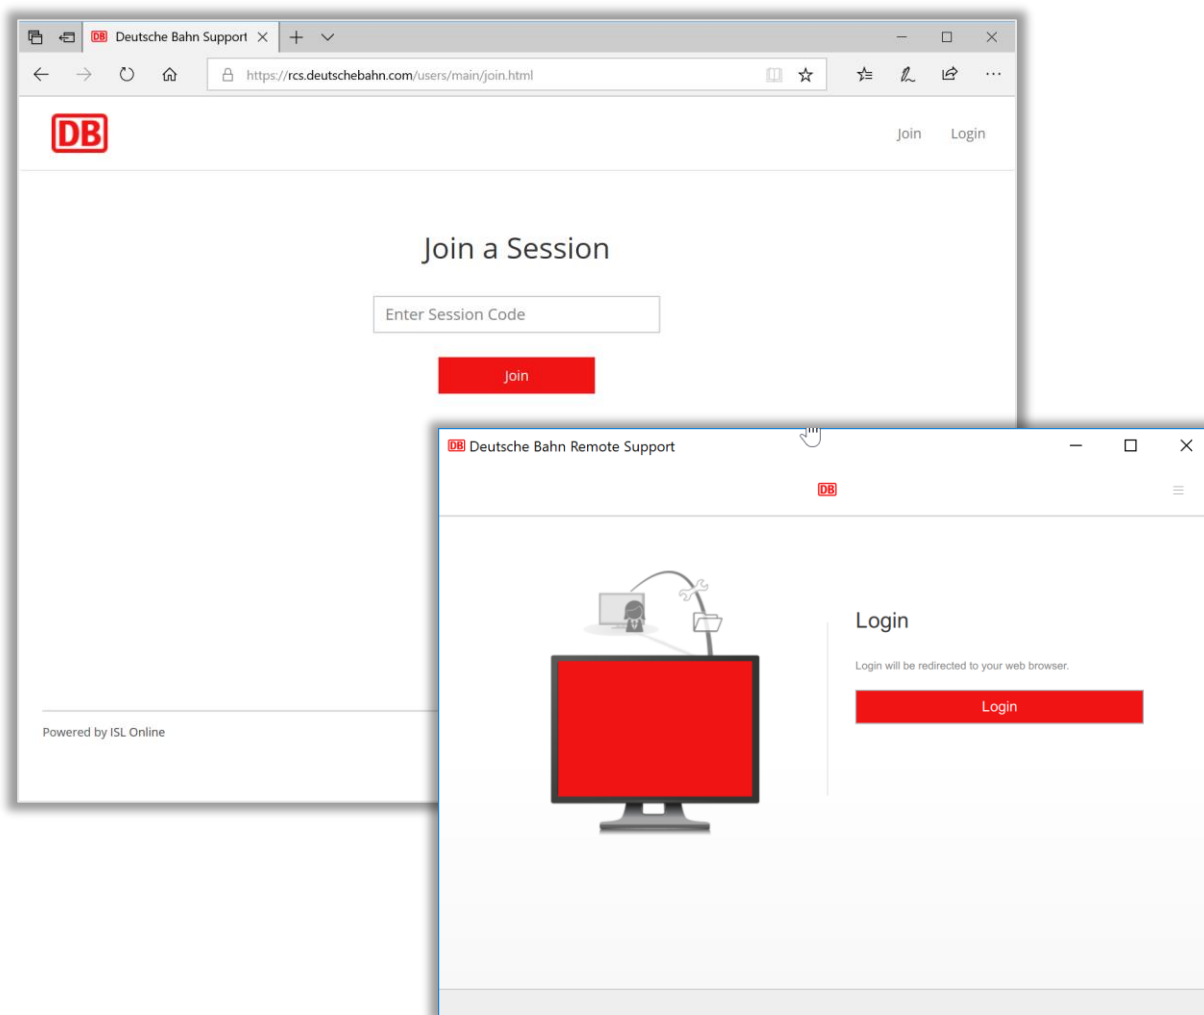 DB Deutsche Bahn Support
https://rcs.deutschebahn.com/users/main/join.html
DB
Join Login
Join a Session
Enter Session Code
Join
Powered by ISL Online
DB Deutsche Bahn Remote Support
DB
Login
Login will be redirected to your web browser.
Login